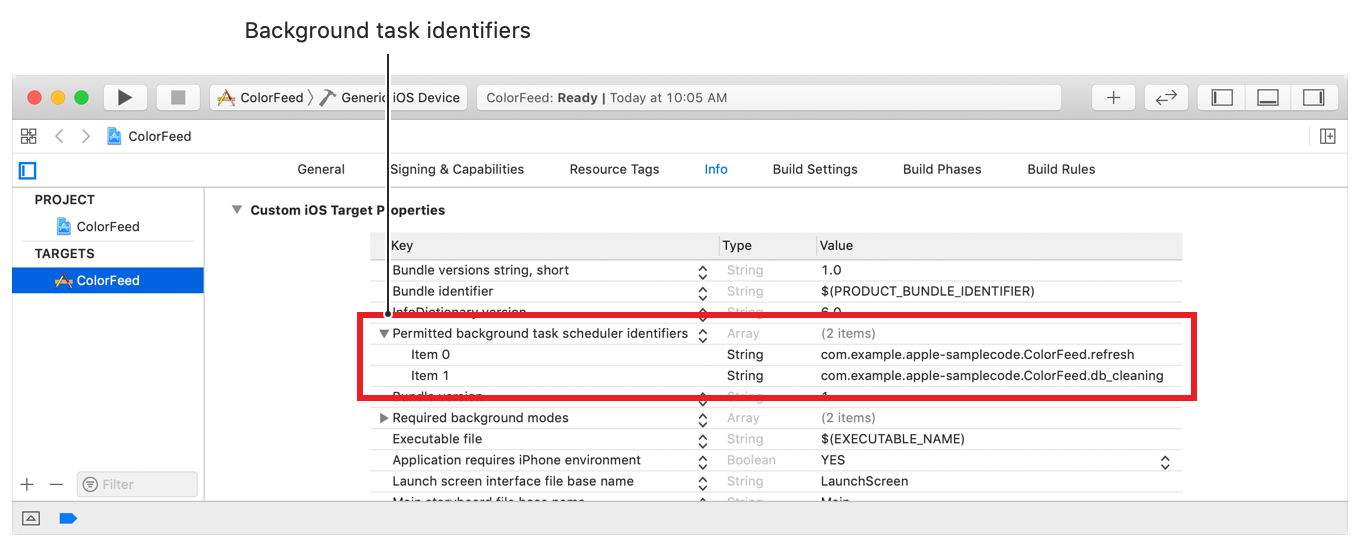 Background task identifiers
ColorFeed Generic iOS Device ColorFeed: Ready | Today at 10:05 AM
ColorFeed
General Signing & Capabilities Resource Tags Info Build Settings Build Phases Build Rules
PROJECT
ColorFeed
TARGETS
ColorFeed
Filter
Custom iOS Target Properties
Key Type Value
Bundle versions string, short String 1.0
Bundle identifier String $(PRODUCT_BUNDLE_IDENTIFIER)
InfoDictionary version String 6.0
Permitted background task scheduler identifiers Array (2 items)
Item 0 String com.example.apple-samplecode.ColorFeed.refresh
Item 1 String com.example.apple-samplecode.ColorFeed.db_cleaning
Bundle version 1
Required background modes Array (2 items)
Executable file String $(EXECUTABLE_NAME)
Application requires iPhone environment Boolean YES
Launch screen interface file base name String LaunchScreen
Main storyboard file base name String Main